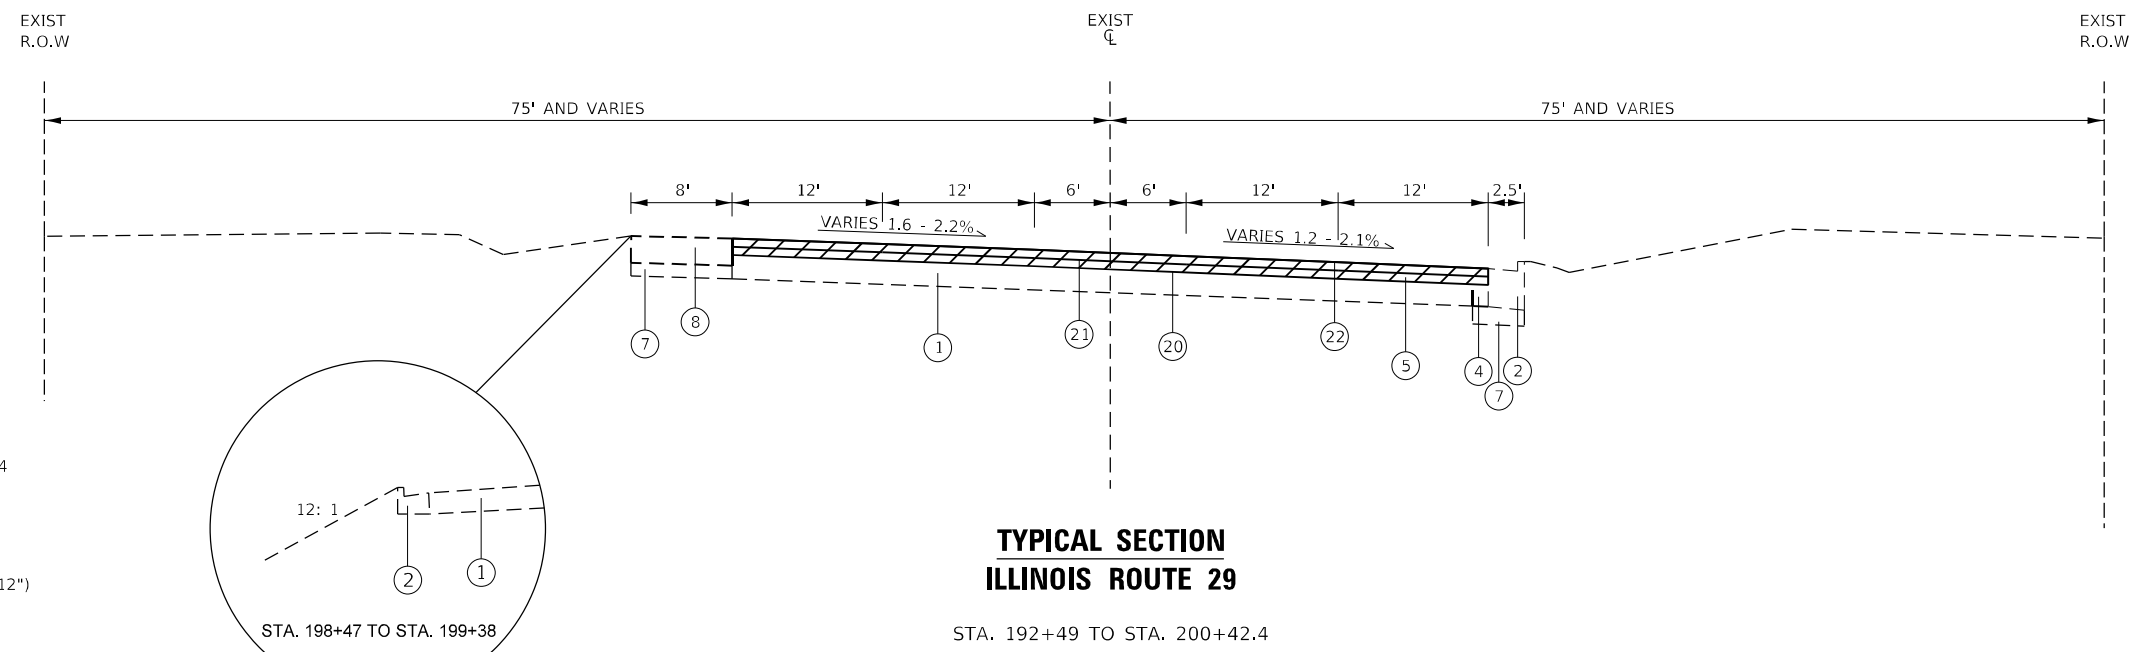 EXIST
R.O.W
EXIST
℄
EXIST
R.O.W
75' AND VARIES
75' AND VARIES
8'
12'
12'
6'
6'
12'
12'
2.5'
VARIES 1.6 - 2.2%
VARIES 1.2 - 2.1%
7
8
1
21
20
22
5
4
7
2
4
12: 1
2
1
12")
STA. 198+47 TO STA. 199+38
TYPICAL SECTION
ILLINOIS ROUTE 29
STA. 192+49 TO STA. 200+42.4